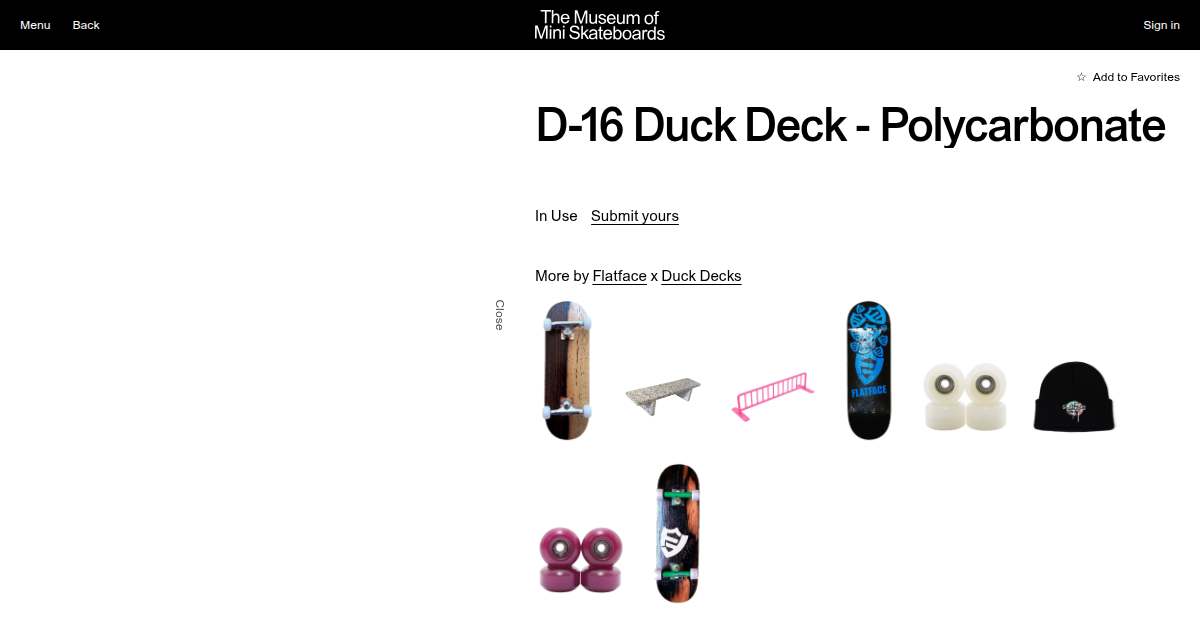 Menu
Back
The Museum of
Mini Skateboards
Sign in
☆ Add to Favorites
D-16 Duck Deck - Polycarbonate
In Use
Submit yours
More by Flatface x Duck Decks
Close
FLATFACE